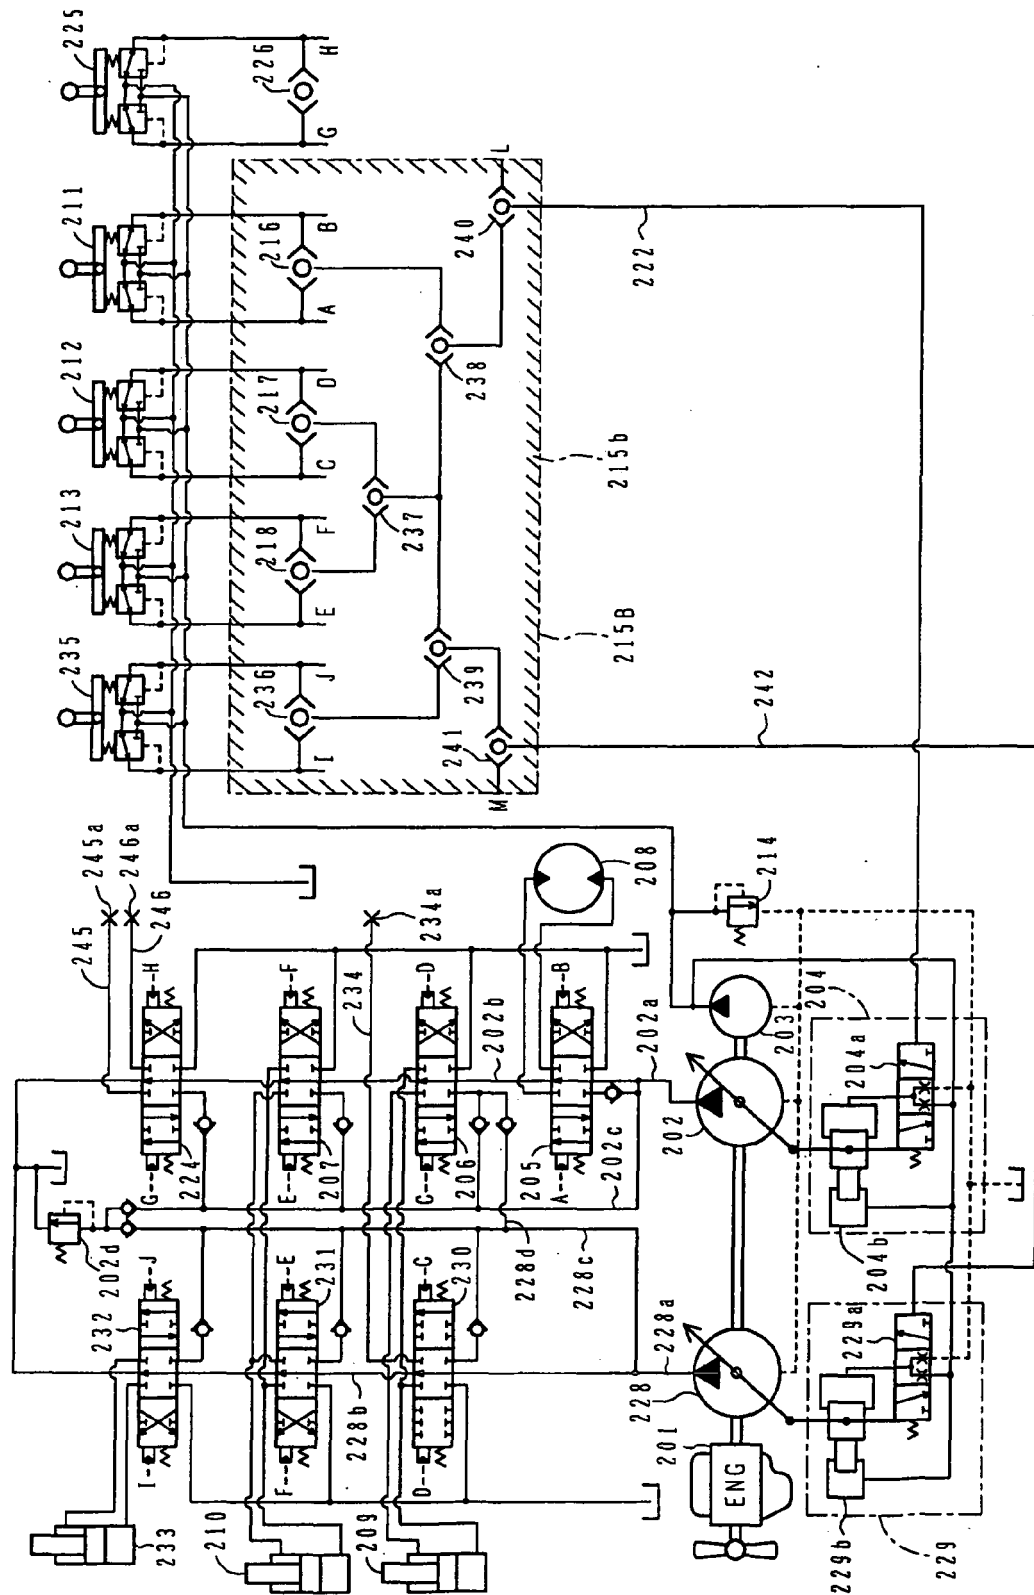 225
H
226
G
211
B
216
A
240
L
222
212
D
217
C
238
215b
213
F
218
E
237
215B
235
J
236
I
239
241
M
242
245a
246a
246
245
H
G
224
F
E
207
234a
234
D
C
206
202b
208
B
A
205
202c
202a
214
203
204
204a
204b
202
202d
J
232
I
E
231
F
C
230
D
228d
228c
228b
228a
228
201
ENG
229a
229b
229
233
210
209